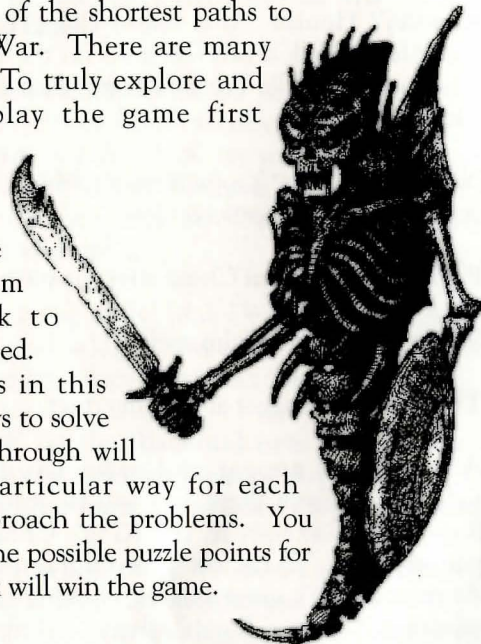 of the shortest paths to
War. There are many
To truly explore and
play the game first
m
k to
ed.
s in this
rs to solve
through will
articular way for each
roach the problems. You
he possible puzzle points for
will win the game.